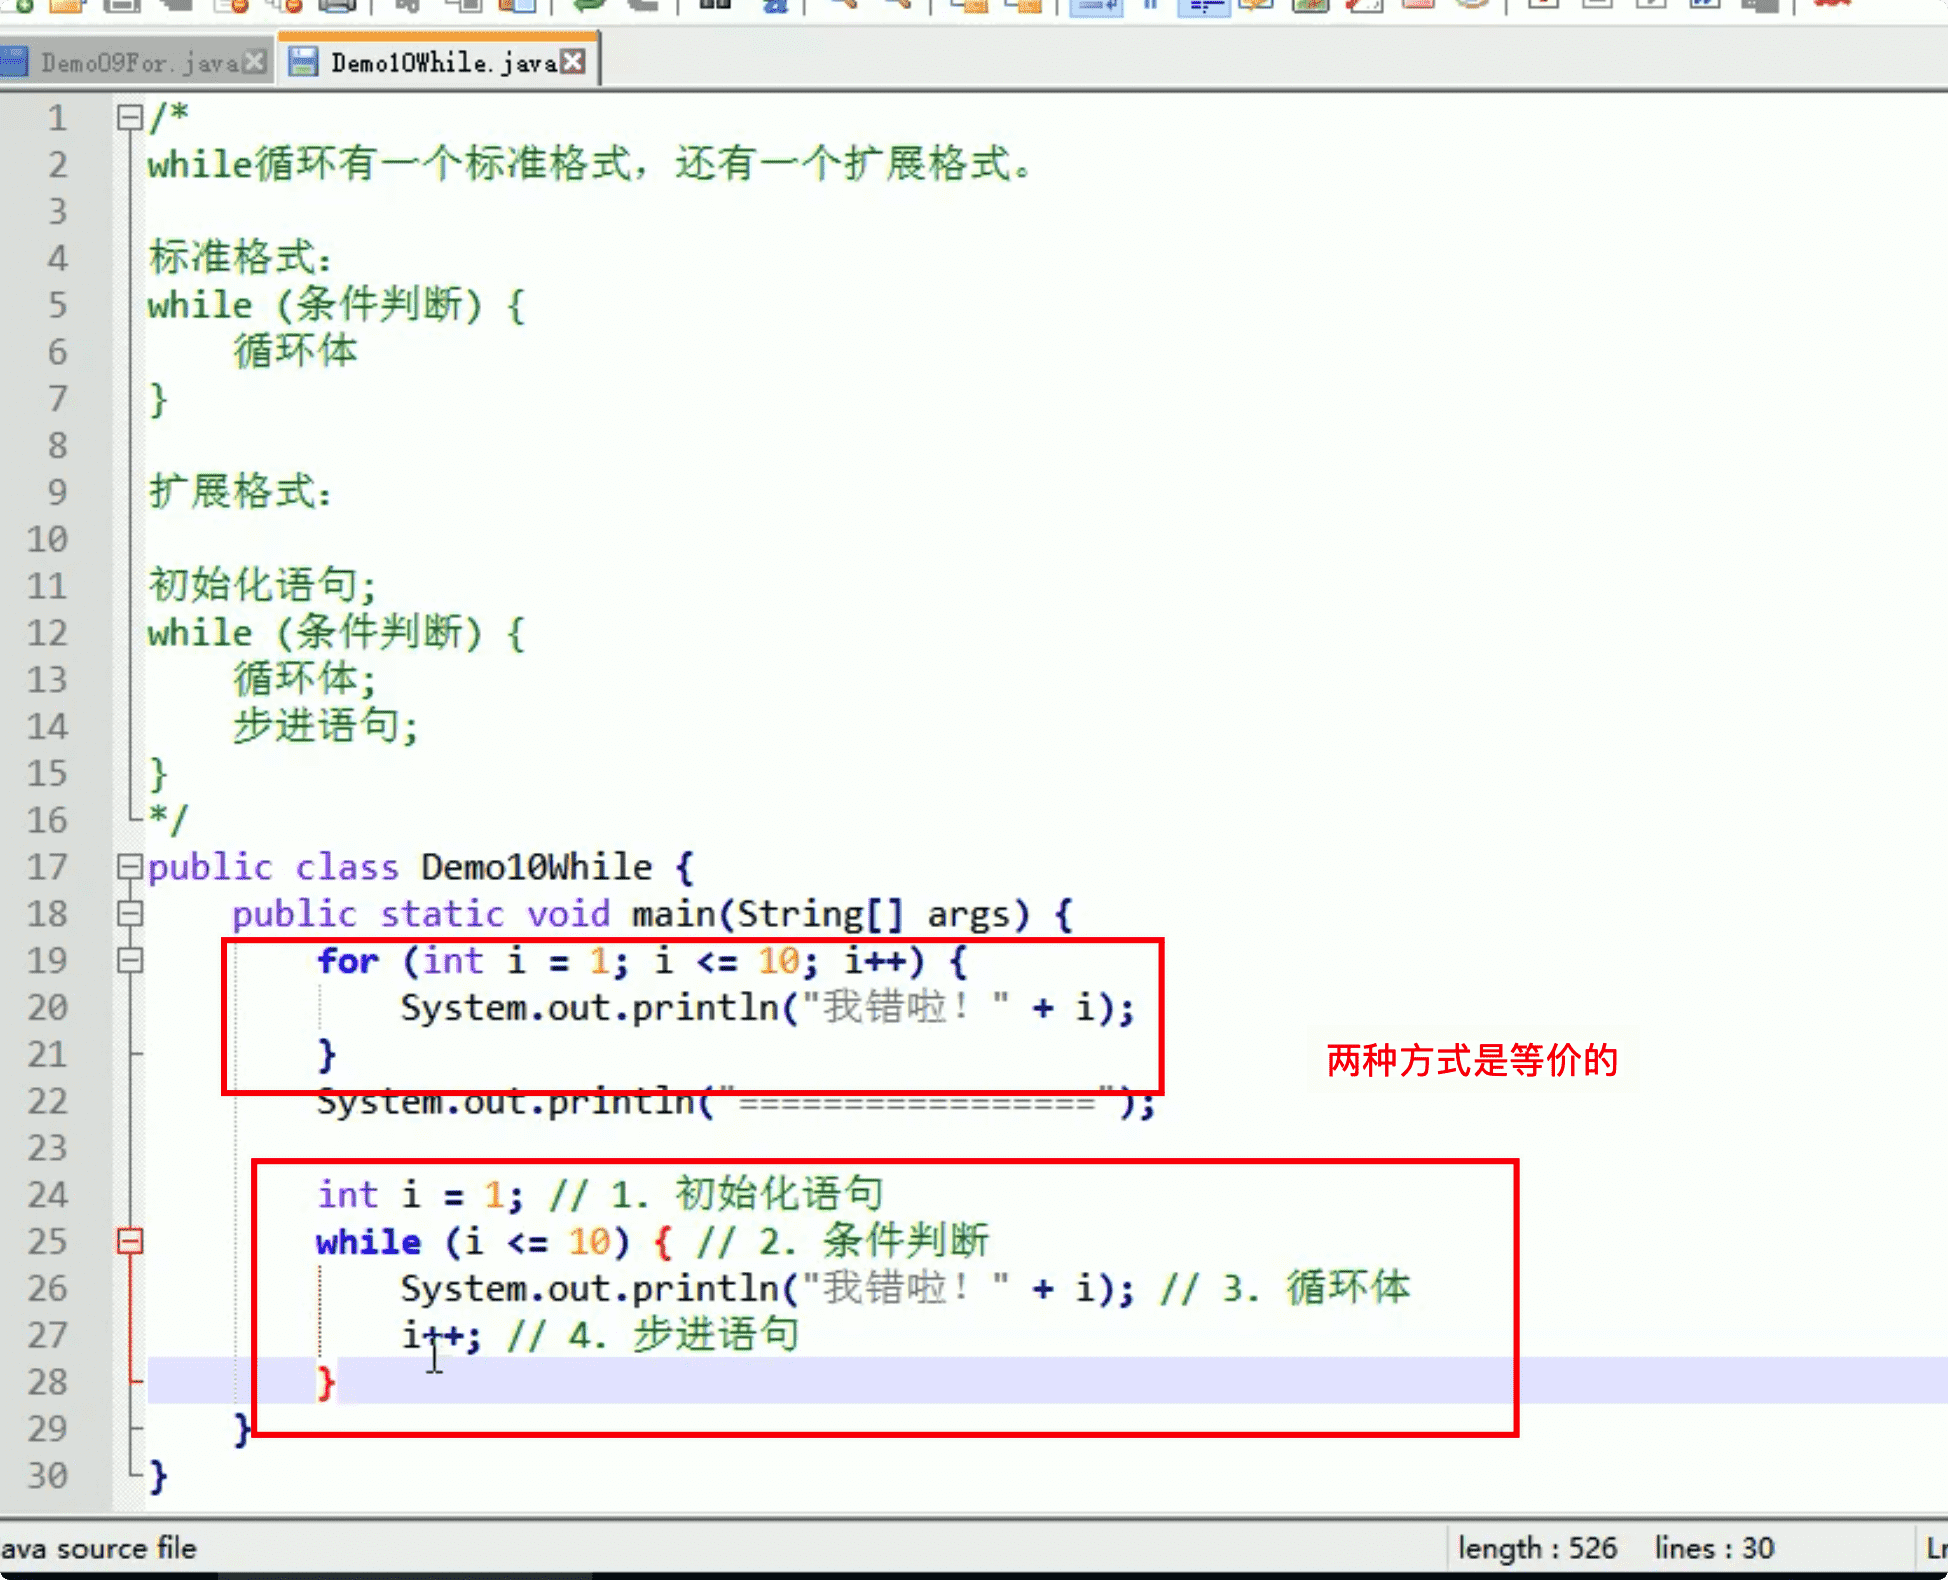 Demo09For.java Demo10While.java
1 /*
2 while循环有一个标准格式，还有一个扩展格式。
3
4 标准格式：
5 while (条件判断) {
6     循环体
7 }
8
9 扩展格式：
10
11 初始化语句;
12 while (条件判断) {
13     循环体;
14     步进语句;
15 }
16 */
17 public class Demo10While {
18     public static void main(String[] args) {
19         for (int i = 1; i <= 10; i++) {
20             System.out.println("我错啦！" + i);
21         }
两种方式是等价的
22         System.out.println("=================");
23
24         int i = 1; // 1. 初始化语句
25         while (i <= 10) { // 2. 条件判断
26             System.out.println("我错啦！" + i); // 3. 循环体
27             i++; // 4. 步进语句
28         }
29     }
30 }
ava source file length : 526 lines : 30 Ln